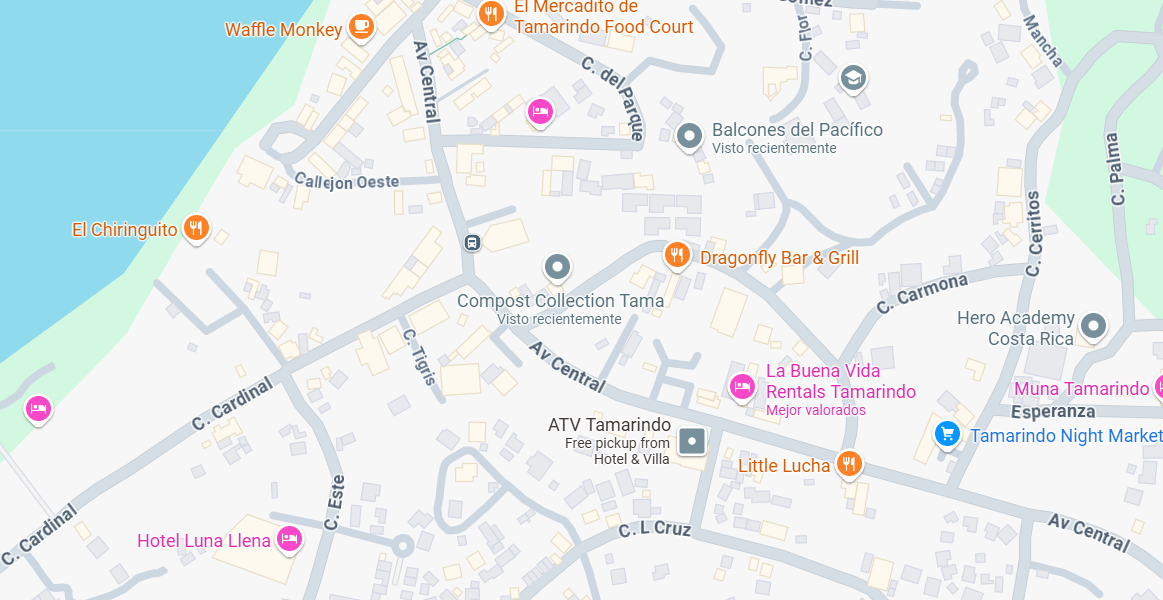 Gómez
El Mercadito de
Tamarindo Food Court
Waffle Monkey
Av Central
C. del Parque
C. Flor
Mancha
Balcones del Pacífico
Visto recientemente
Callejon Oeste
C. Palma
C. Cerritos
El Chiringuito
Dragonfly Bar & Grill
Compost Collection Tama
Visto recientemente
C. Carmona
Hero Academy
Costa Rica
C. Tigris
Av Central
La Buena Vida
Rentals Tamarindo
Mejor valorados
Muna Tamarindo
Esperanza
C. Cardinal
ATV Tamarindo
Free pickup from
Hotel & Villa
Tamarindo Night Market
Little Lucha
C. Este
C. L Cruz
Av Central
C. Cardinal
Hotel Luna Llena